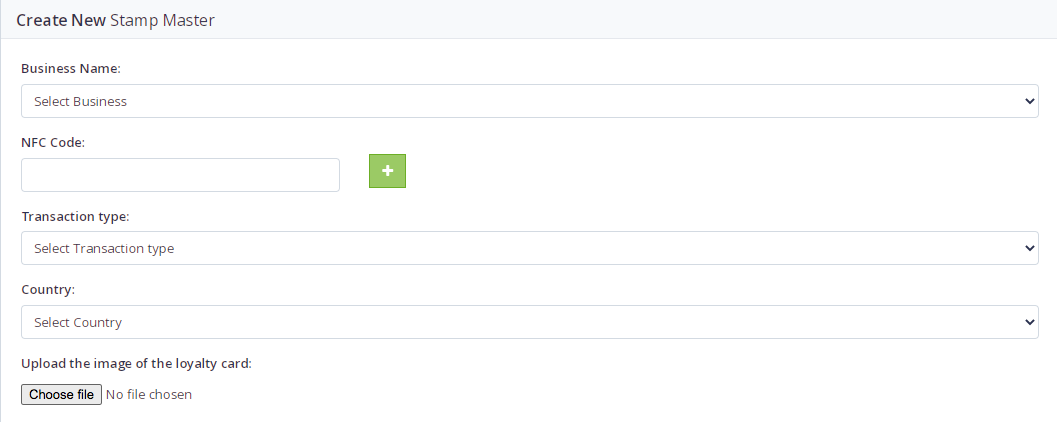 Create New Stamp Master
Business Name:
Select Business
NFC Code:
+
Transaction type:
Select Transaction type
Country:
Select Country
Upload the image of the loyalty card:
Choose file No file chosen